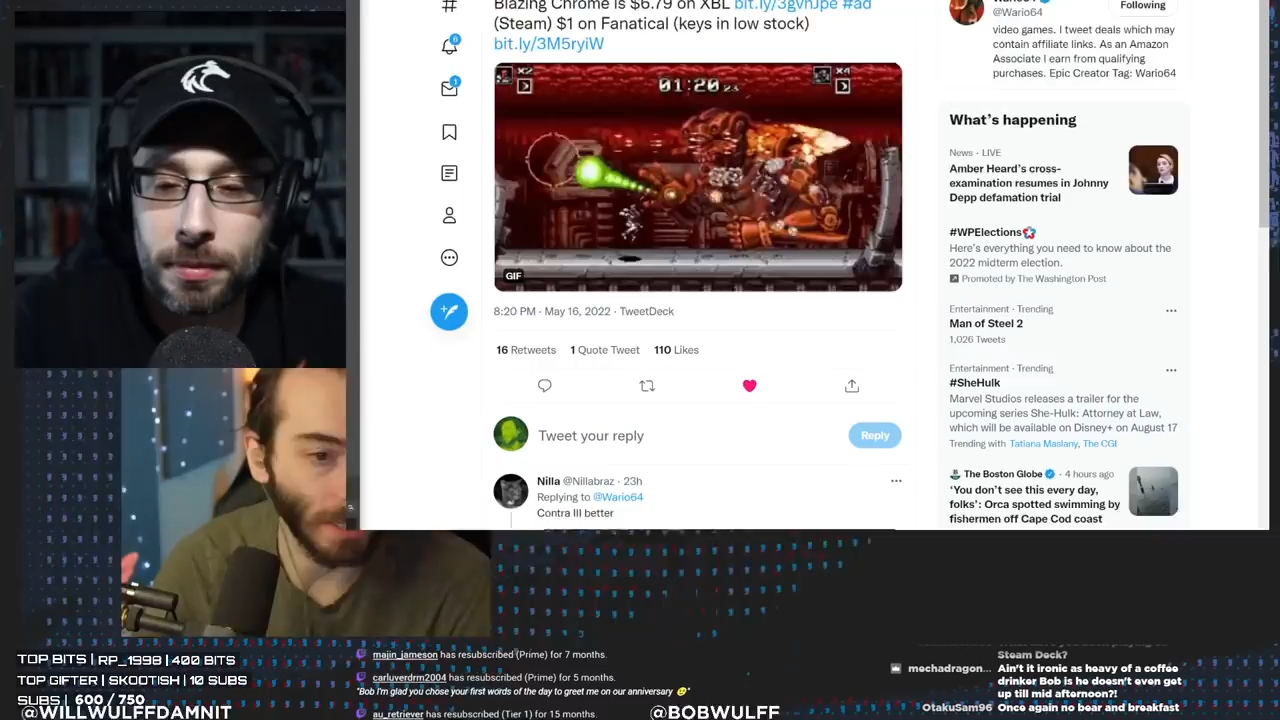 Blazing Chrome is $6.79 on XBL bit.ly/3gvhJpe #ad
(Steam) $1 on Fanatical (keys in low stock)
bit.ly/3M5ryiW
X2
01:20
X4
GIF
8:20 PM · May 16, 2022 · TweetDeck
16 Retweets 1 Quote Tweet 110 Likes
Tweet your reply
Reply
Nilla @Nillabraz · 23h
Replying to @Wario64
Contra III better
6
1
@Wario64
Following
video games. I tweet deals which may
contain affiliate links. As an Amazon
Associate I earn from qualifying
purchases. Epic Creator Tag: Wario64
What's happening
News · LIVE
Amber Heard's cross-
examination resumes in Johnny
Depp defamation trial
#WPElections
Here's everything you need to know about the
2022 midterm election.
Promoted by The Washington Post
Entertainment · Trending
Man of Steel 2
1,026 Tweets
Entertainment · Trending
#SheHulk
Marvel Studios releases a trailer for the
upcoming series She-Hulk: Attorney at Law,
which will be available on Disney+ on August 17
Trending with Tatiana Maslany, The CGI
The Boston Globe · 4 hours ago
'You don't see this every day,
folks': Orca spotted swimming by
fishermen off Cape Cod coast
TOP BITS | RP_1998 | 400 BITS
TOP GIFTER | SKOOTISH | 10 SUBS
SUBS | 600 / 750
@WILLWULFFDAMNIT
majin_jameson has resubscribed (Prime) for 7 months.
carluverdrm2004 has resubscribed (Prime) for 5 months.
"Bob I'm glad you chose your first words of the day to greet me on our anniversary"
au_retriever has resubscribed (Tier 1) for 15 months.
@BOBWULFF
Steam Deck?
mechadragon... Ain't it ironic as heavy of a coffee
drinker Bob is he doesn't even get
up till mid afternoon?!
OtakuSam96 Once again no bear and breakfast